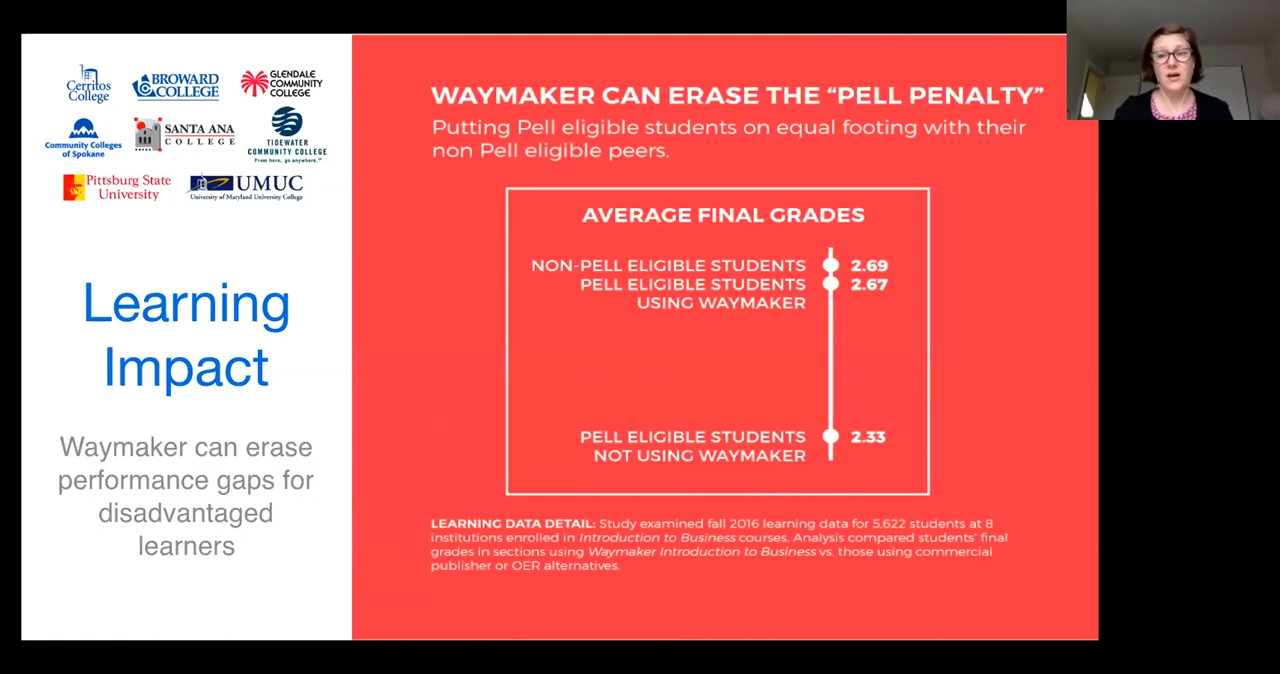 Cerritos
College
BROWARD
COLLEGE
GLENDALE
COMMUNITY
COLLEGE
Community Colleges
of Spokane
SANTA ANA
COLLEGE
TIDEWATER
COMMUNITY COLLEGE
From here, go anywhere.™
Pittsburg State
University
UMUC
University of Maryland University College
Learning
Impact
Waymaker can erase
performance gaps for
disadvantaged
learners
WAYMAKER CAN ERASE THE “PELL PENALTY”
Putting Pell eligible students on equal footing with their
non Pell eligible peers.
AVERAGE FINAL GRADES
NON-PELL ELIGIBLE STUDENTS 2.69
PELL ELIGIBLE STUDENTS 2.67
USING WAYMAKER
PELL ELIGIBLE STUDENTS 2.33
NOT USING WAYMAKER
LEARNING DATA DETAIL: Study examined fall 2016 learning data for 5,622 students at 8
institutions enrolled in Introduction to Business courses. Analysis compared students’ final
grades in sections using Waymaker Introduction to Business vs. those using commercial
publisher or OER alternatives.